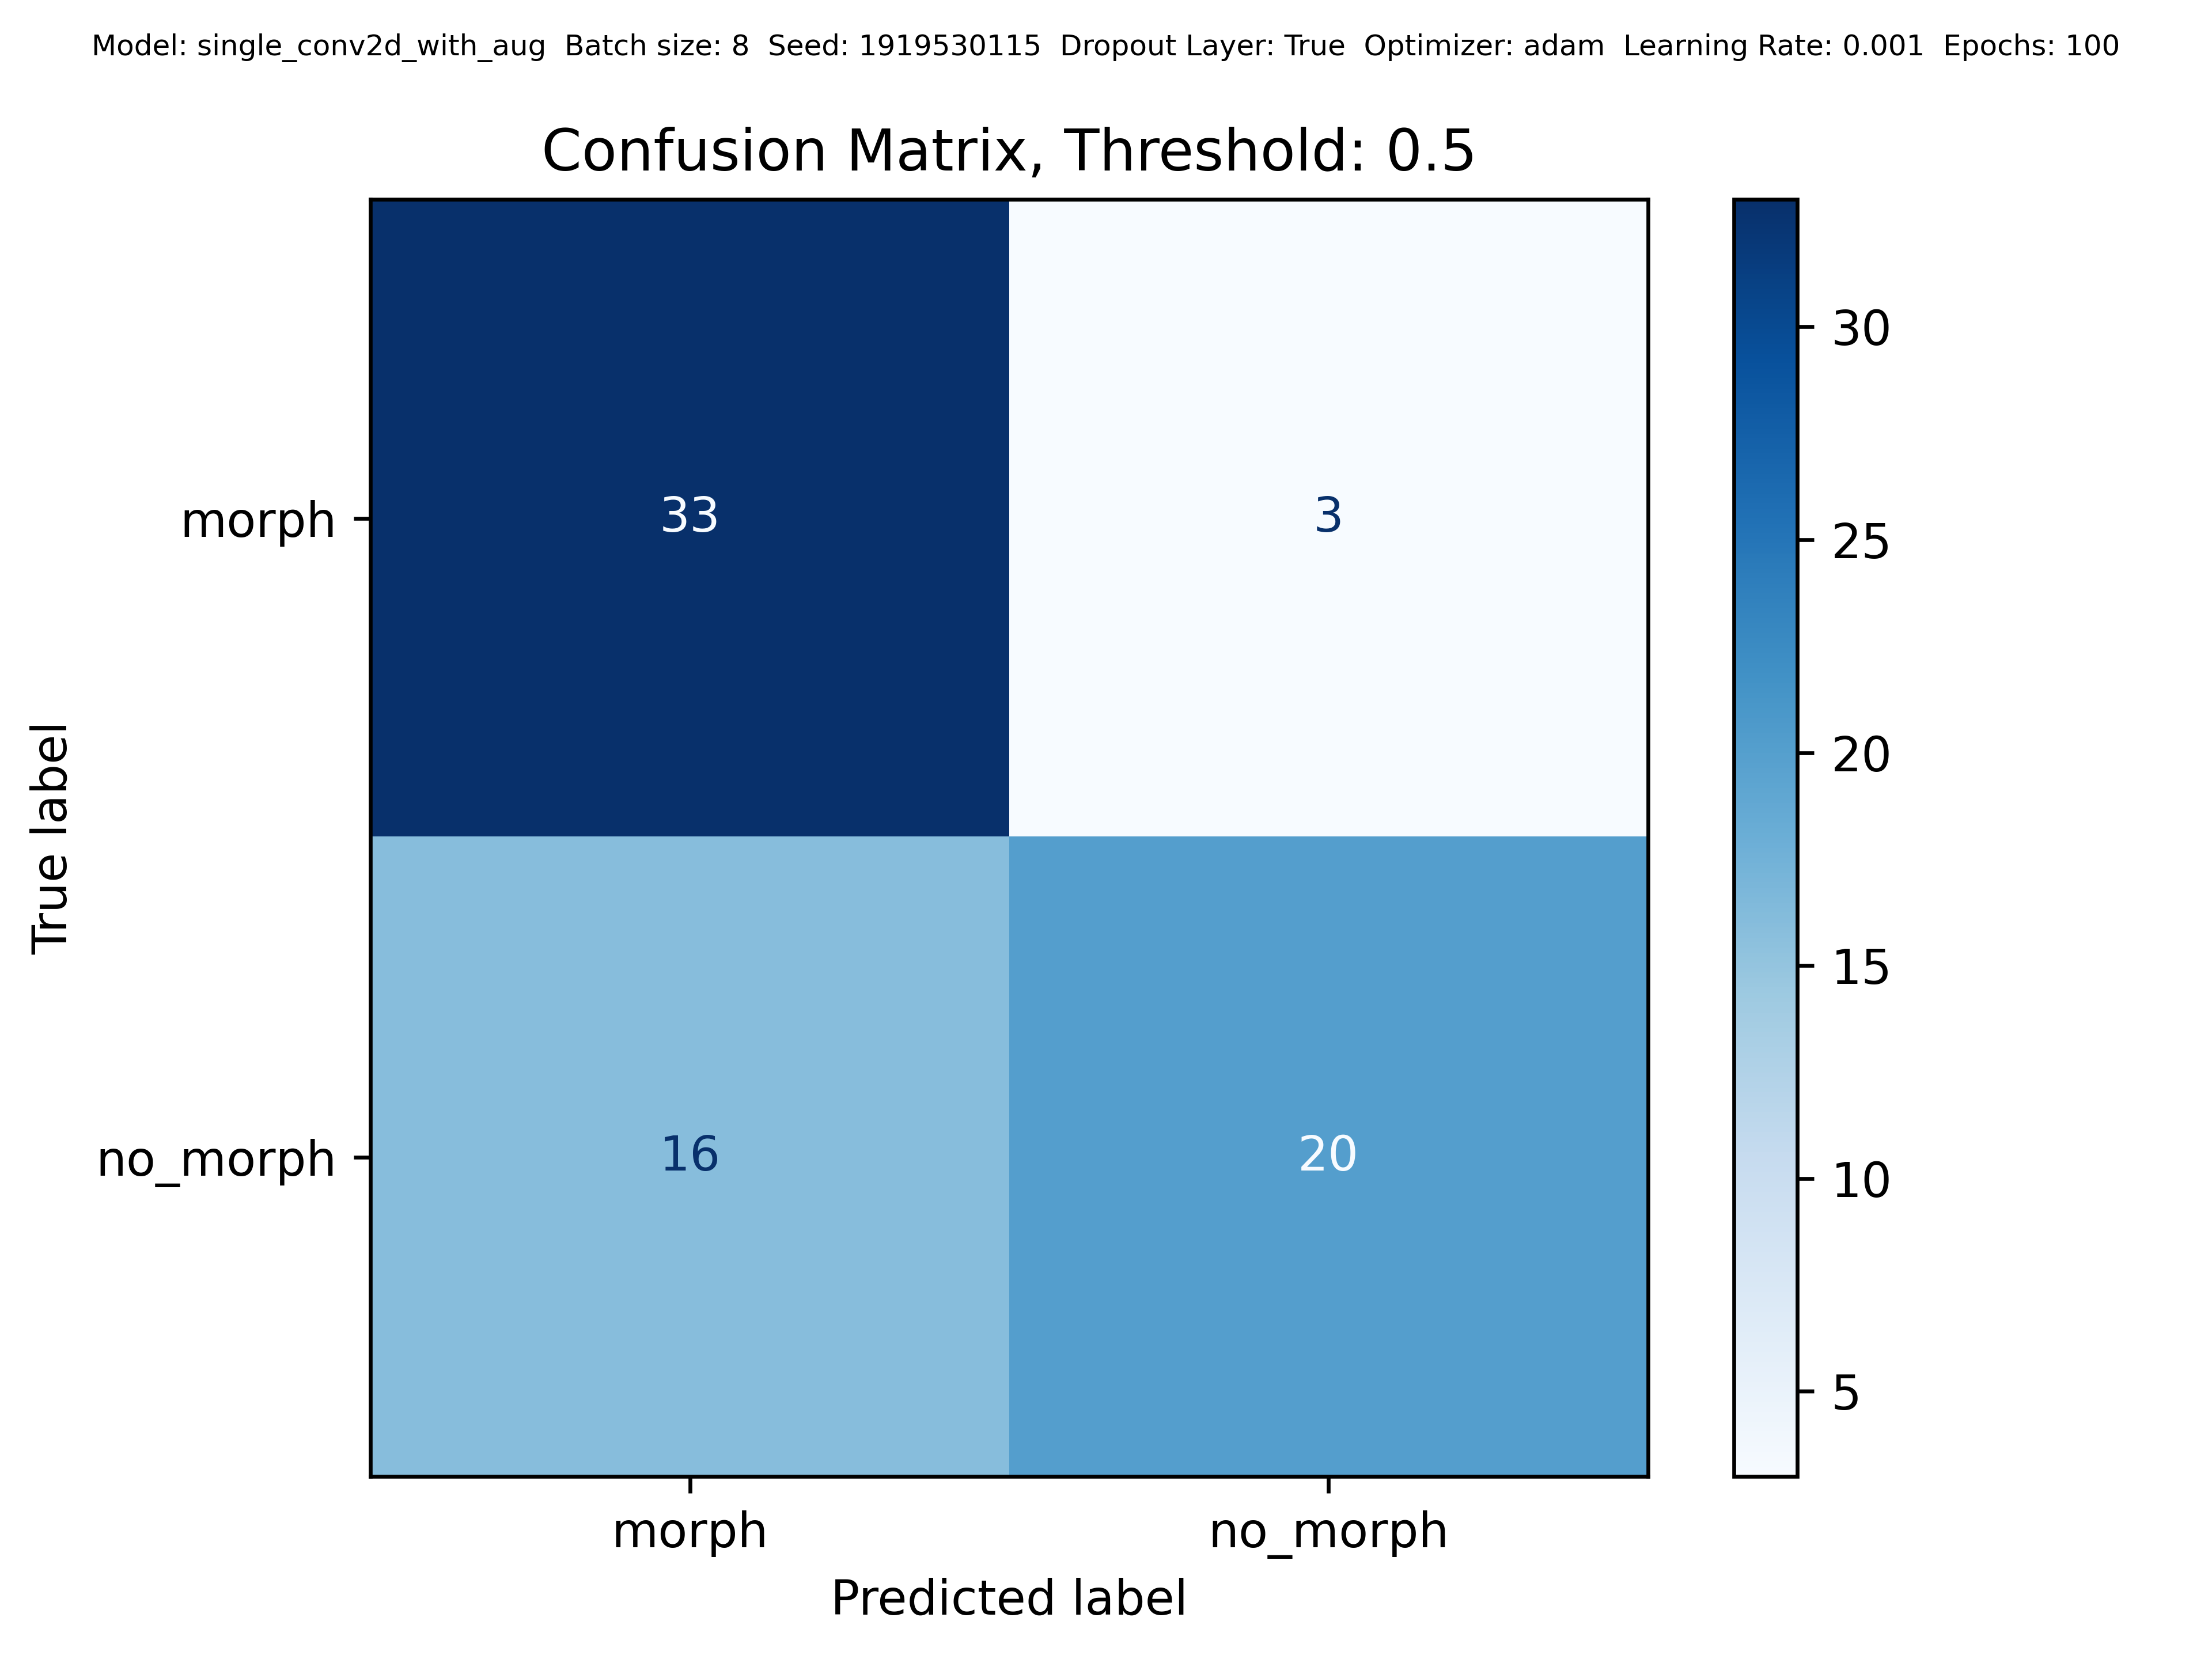 Model: single_conv2d_with_aug  Batch size: 8  Seed: 1919530115  Dropout Layer: True  Optimizer: adam  Learning Rate: 0.001  Epochs: 100
Confusion Matrix, Threshold: 0.5
True label
morph
33
3
no_morph
16
20
morph
no_morph
Predicted label
30
25
20
15
10
5